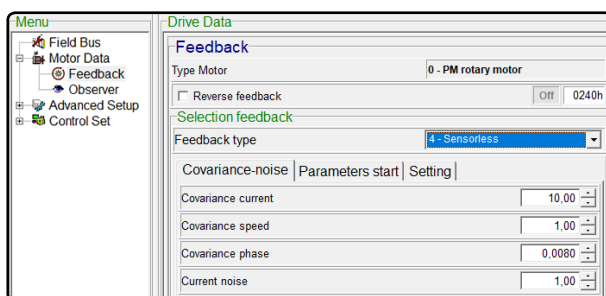 Menu
Field Bus
Motor Data
Feedback
Observer
Advanced Setup
Control Set
Drive Data
Feedback
Type Motor 0 - PM rotary motor
Reverse feedback Off 0240h
Selection feedback
Feedback type 4 - Sensorless
Covariance-noise Parameters start Setting
Covariance current 10,00
Covariance speed 1,00
Covariance phase 0,0080
Current noise 1,00